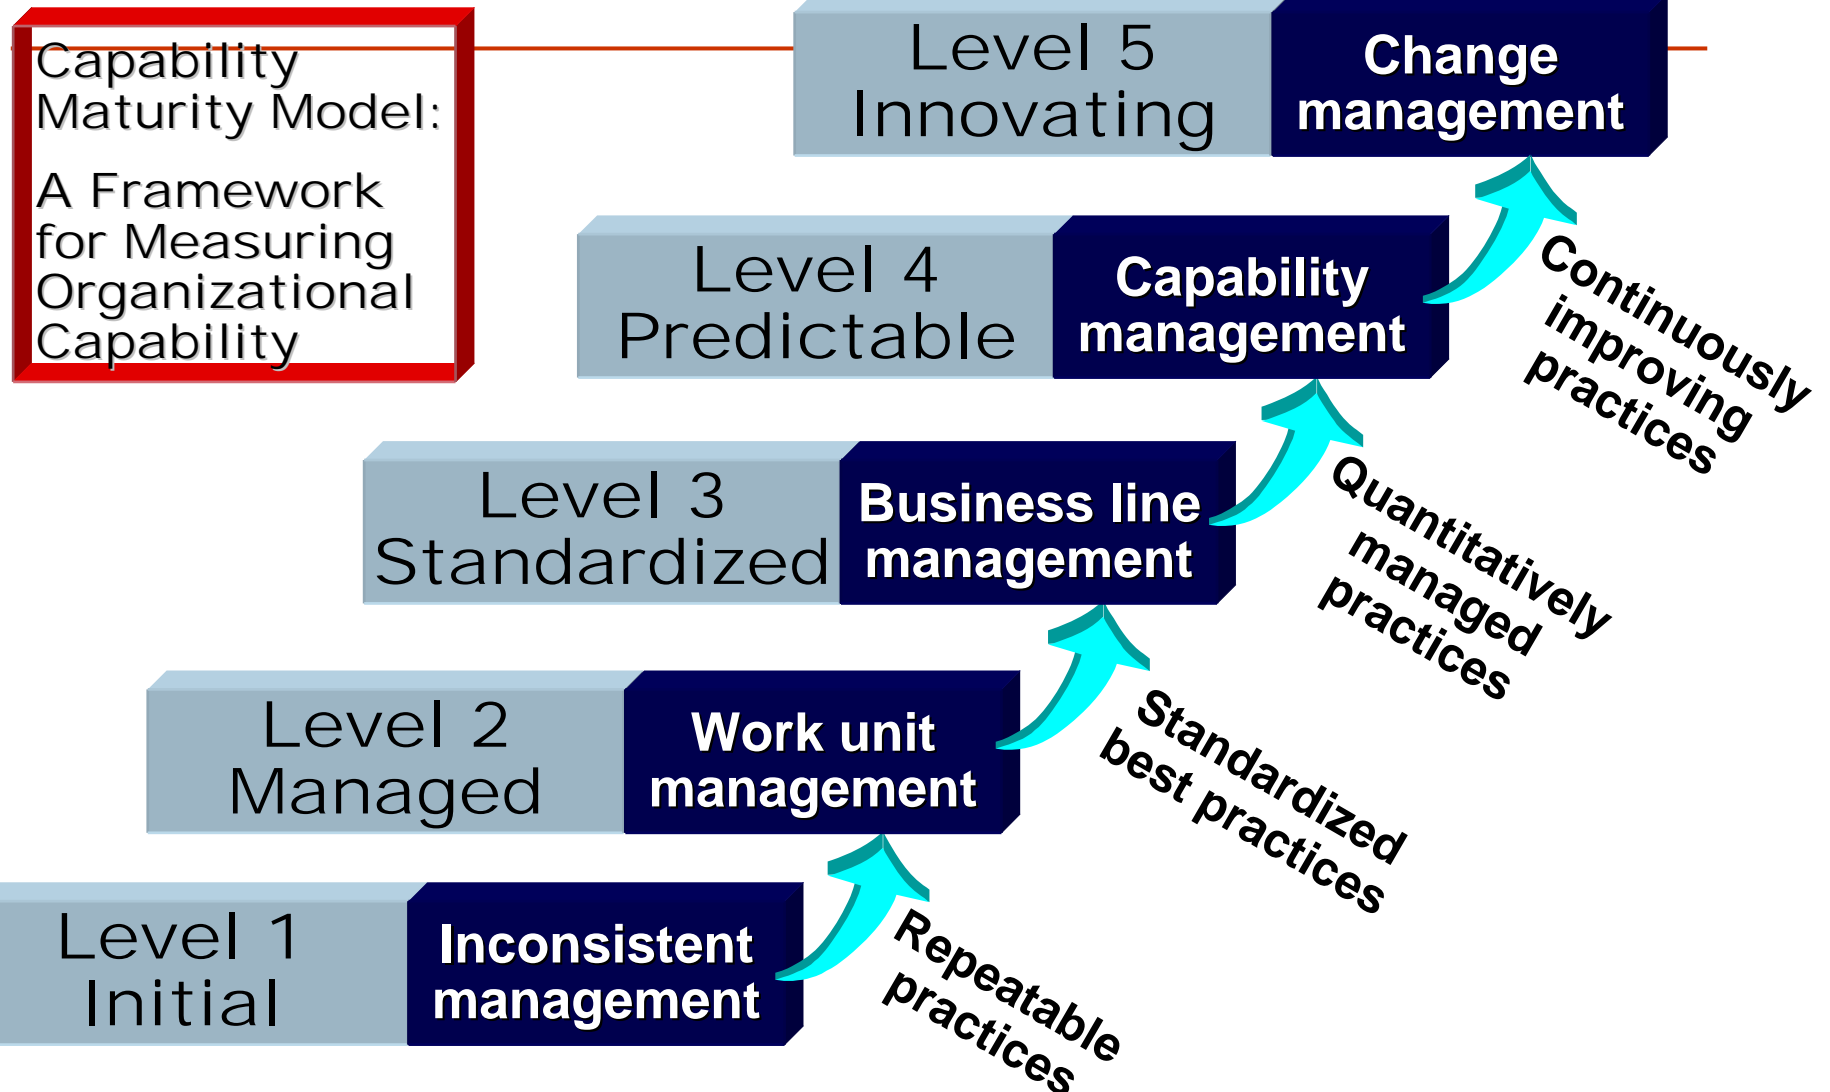 Capability
Maturity Model:
A Framework
for Measuring
Organizational
Capability
Level 5
Innovating
Change
management
Level 4
Predictable
Capability
management
Continuously
improving
practices
Level 3
Standardized
Business line
management
Quantitatively
managed
practices
Level 2
Managed
Work unit
management
Standardized
best practices
Level 1
Initial
Inconsistent
management
Repeatable
practices